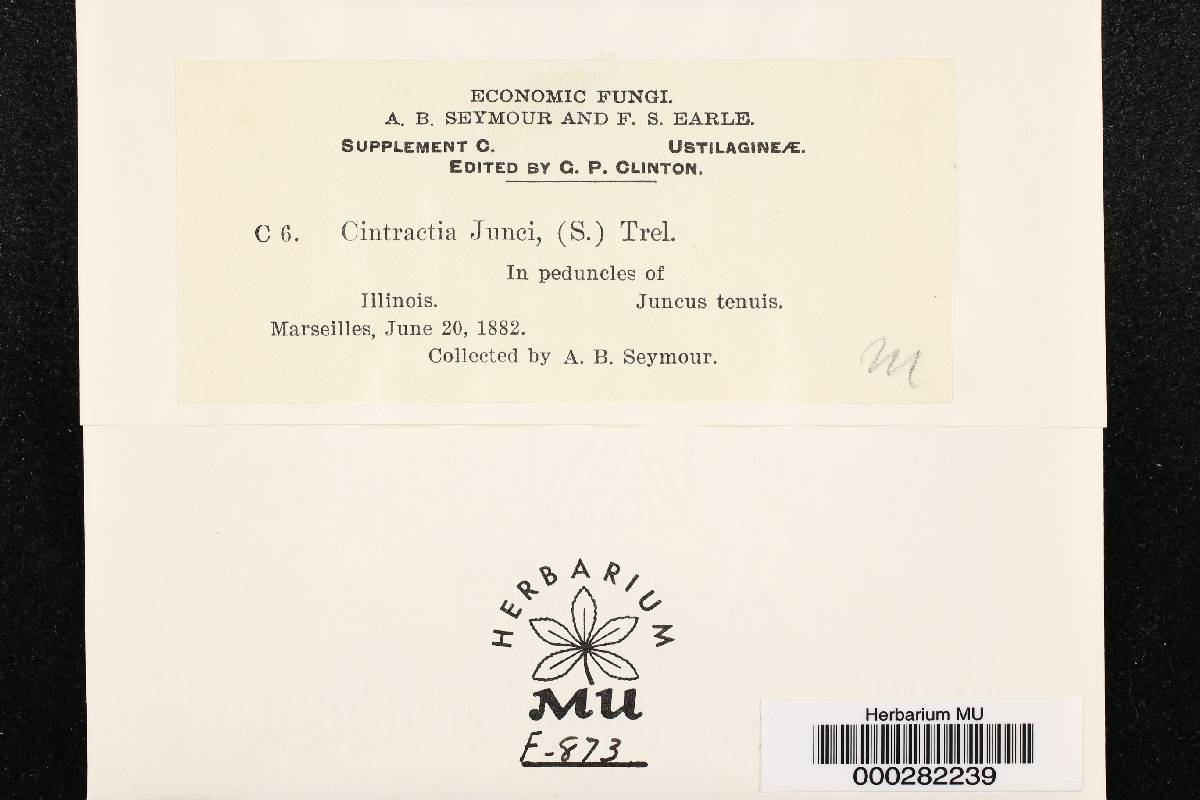 ECONOMIC FUNGI.
A. B. SEYMOUR AND F. S. EARLE.
SUPPLEMENT C. USTILAGINEÆ.
EDITED BY G. P. CLINTON.
C 6. Cintractia Junci, (S.) Trel.
In peduncles of
Illinois. Juncus tenuis.
Marseilles, June 20, 1882.
Collected by A. B. Seymour.
m
HERBARIUM
MU
F-873
Herbarium MU
000282239